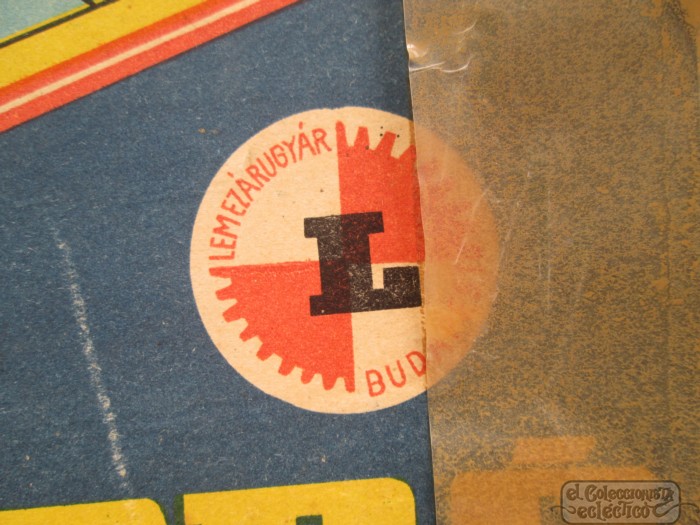 LEMEZÁRUGYÁR
L
BUD
el Coleccionista
ecléctico